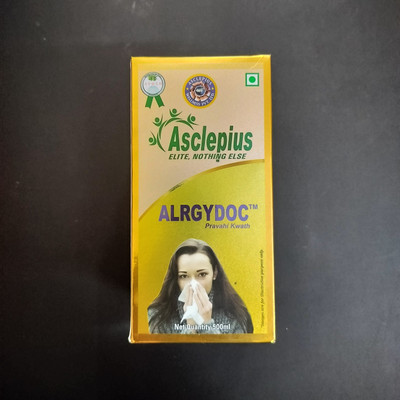 Asclepius
ELITE, NOTHING ELSE
ALRGYDOC™
Pravahi Kwath
Net Quantity 500ml